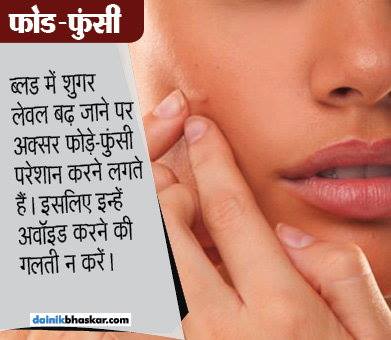 फोड-फुंसी
ब्लड में शुगर
लेवल बढ़ जाने पर
अक्सर फोड़े-फुंसी
परेशान करने लगते
हैं। इसलिए इन्हें
अवॉइड करने की
गलती न करें।
dainikbhaskar.com